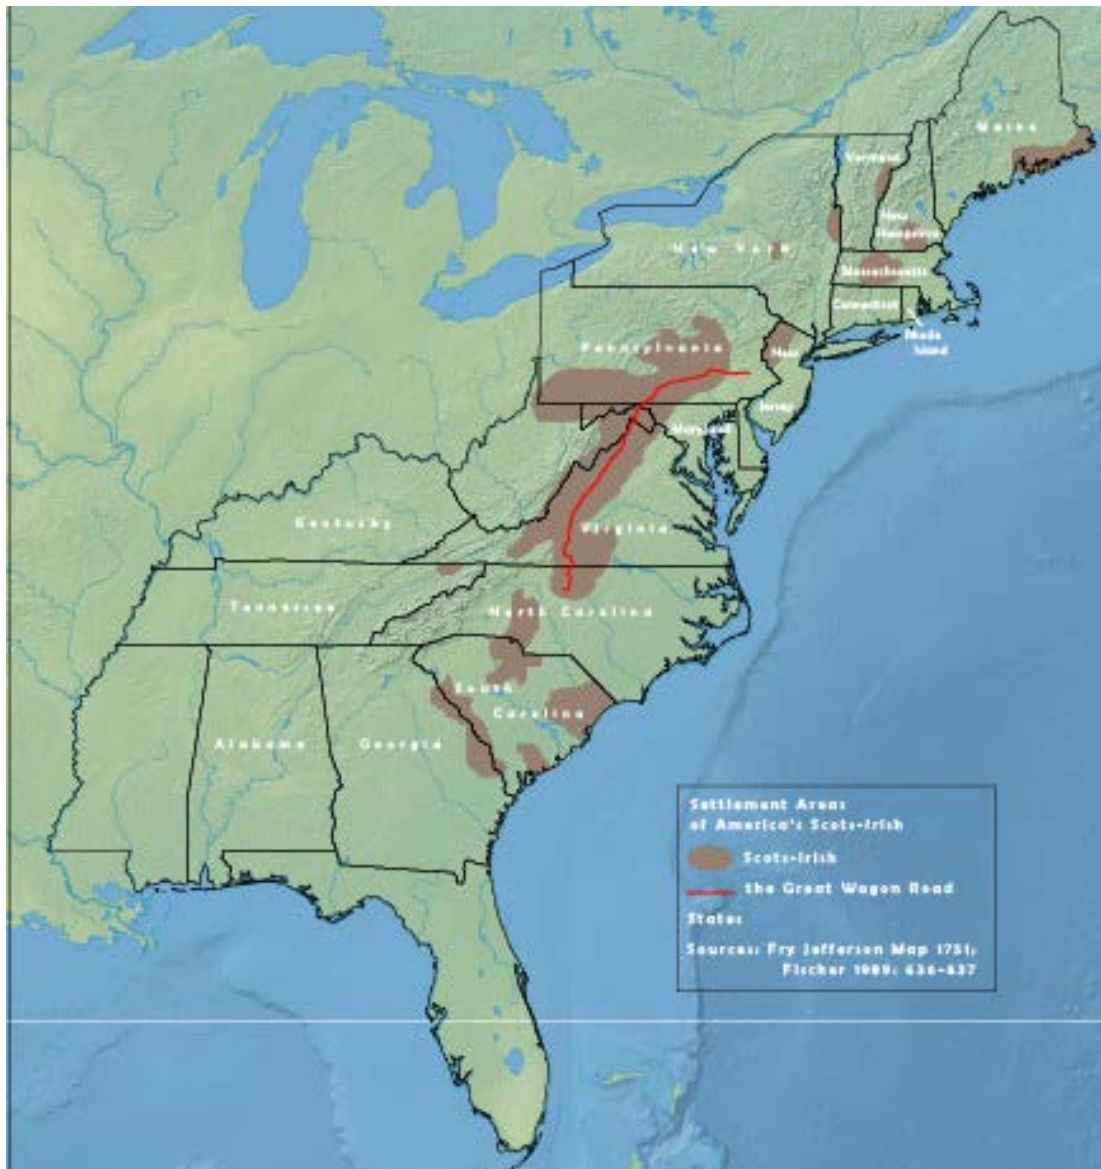 Maine
Vermont
New
Hampshire
New York
Massachusetts
Connecticut
Rhode
Island
Pennsylvania
New
Jersey
Maryland
Kentucky
Virginia
Tennessee
North Carolina
South
Carolina
Alabama
Georgia
Settlement Areas
of America's Scots-Irish
Scots-Irish
the Great Wagon Road
States
Sources: Fry Jefferson Map 1751;
Fischer 1989: 636-637